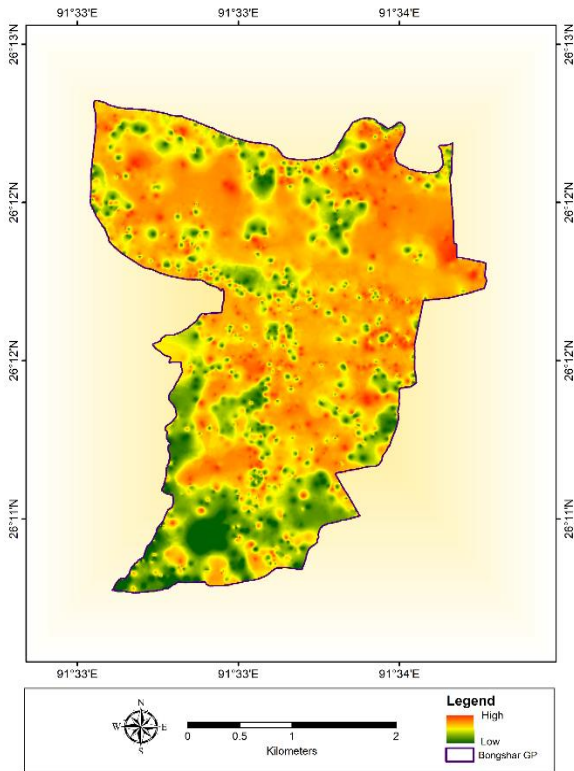 91°33'E 91°33'E 91°34'E
26°13'N 26°13'N
26°12'N 26°12'N
26°12'N 26°12'N
26°11'N 26°11'N
91°33'E 91°33'E 91°34'E
Legend
N
W E
S
0 0.5 1 2
Kilometers
High
Low
Bongshar GP